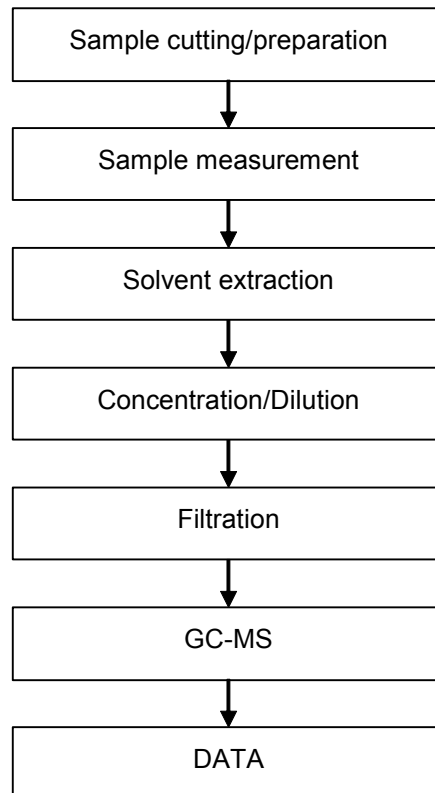 Sample cutting/preparation
Sample measurement
Solvent extraction
Concentration/Dilution
Filtration
GC-MS
DATA